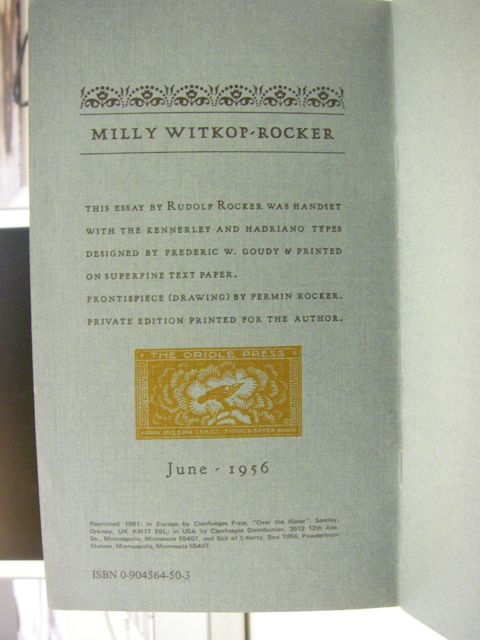 MILLY WITKOP-ROCKER
THIS ESSAY BY RUDOLF ROCKER WAS HANDSET
WITH THE KENNERLEY AND HADRIANO TYPES
DESIGNED BY FREDERIC W. GOUDY & PRINTED
ON SUPERFINE TEXT PAPER.
FRONTISPIECE (DRAWING) BY FERMIN ROCKER.
PRIVATE EDITION PRINTED FOR THE AUTHOR.
THE ORIOLE PRESS
JOSEPH ISHILL TYPOGRAPHER
June - 1956
Reprinted 1981: in Europe by Cienfuegos Press, "Over the Water", Sanday,
Orkney, UK KW17 2BL; in USA by Cienfuegos Distribution, 3512 12th Ave.
So., Minneapolis, Minnesota 55407, and Soil of Liberty, Box 7056, Powderhorn
Station, Minneapolis, Minnesota 55407.
ISBN 0-904564-50-3